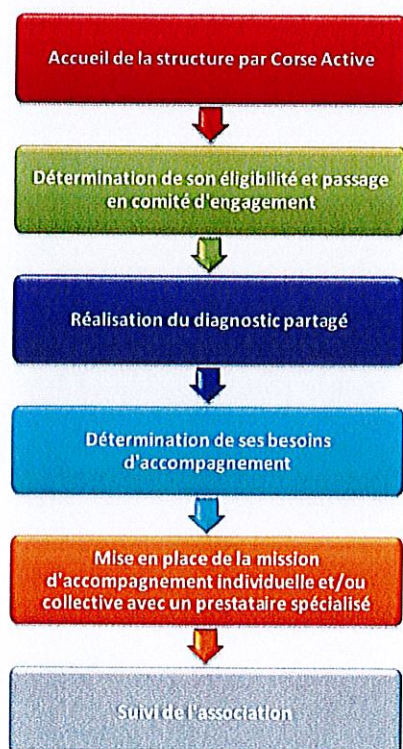 Accueil de la structure par Corse Active
Détermination de son éligibilité et passage
en comité d'engagement
Réalisation du diagnostic partagé
Détermination de ses besoins
d'accompagnement
Mise en place de la mission
d'accompagnement individuelle et/ou
collective avec un prestataire spécialisé
Suivi de l'association